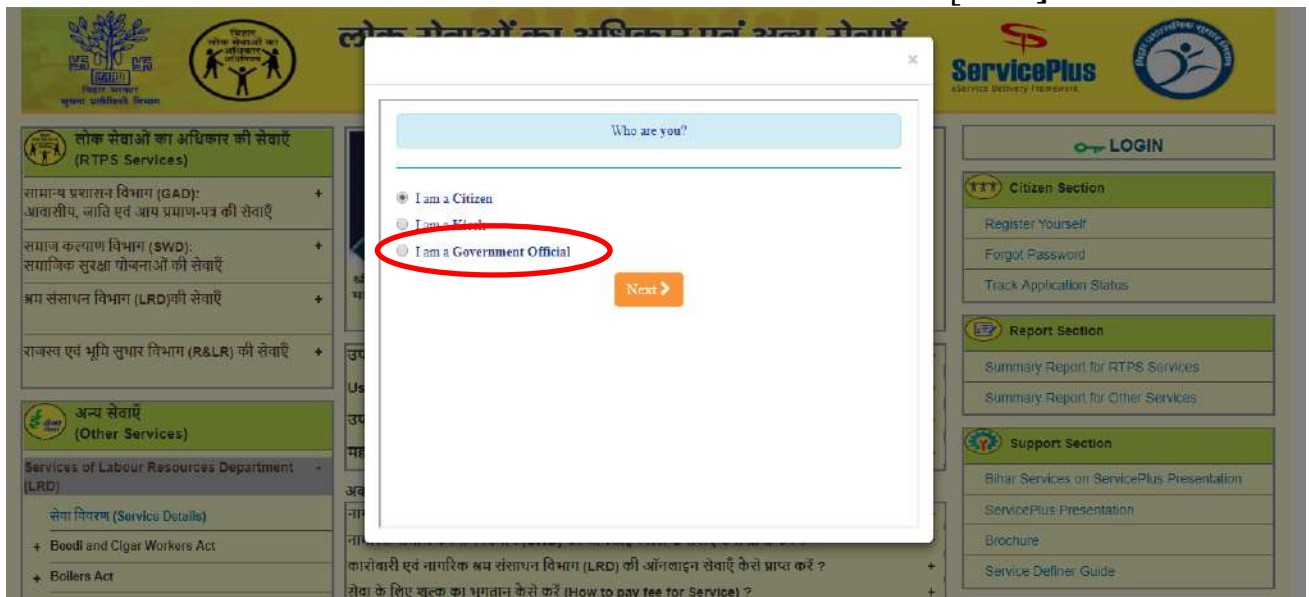 लोक सेवाओं का अधिकार एवं अन्य सेवाएँ
ServicePlus
eService Delivery Framework
बिहार सरकार
लोक सेवाओं का अधिकार की सेवाएँ
(RTPS Services)
सामान्य प्रशासन विभाग (GAD): +
आवासीय, जाति एवं आय प्रमाण-पत्र की सेवाएँ
समाज कल्याण विभाग (SWD): +
समाजिक सुरक्षा योजनाओं की सेवाएँ
श्रम संसाधन विभाग (LRD)की सेवाएँ +
राजस्व एवं भूमि सुधार विभाग (R&LR) की सेवाएँ +
अन्य सेवाएँ
(Other Services)
Services of Labour Resources Department -
(LRD)
सेवा विवरण (Service Details)
+ Beedi and Cigar Workers Act
+ Boilers Act
×
Who are you?
I am a Citizen
I am a Kiosk
I am a Government Official
Next
कारोबारी एवं नागरिक श्रम संसाधन विभाग (LRD) की ऑनलाइन सेवाएँ कैसे प्राप्त करें ? +
सेवा के लिए शुल्क का भुगतान कैसे करें (How to pay fee for Service) ? +
LOGIN
Citizen Section
Register Yourself
Forgot Password
Track Application Status
Report Section
Summary Report for RTPS Services
Summary Report for Other Services
Support Section
Bihar Services on ServicePlus Presentation
ServicePlus Presentation
Brochure
Service Definer Guide